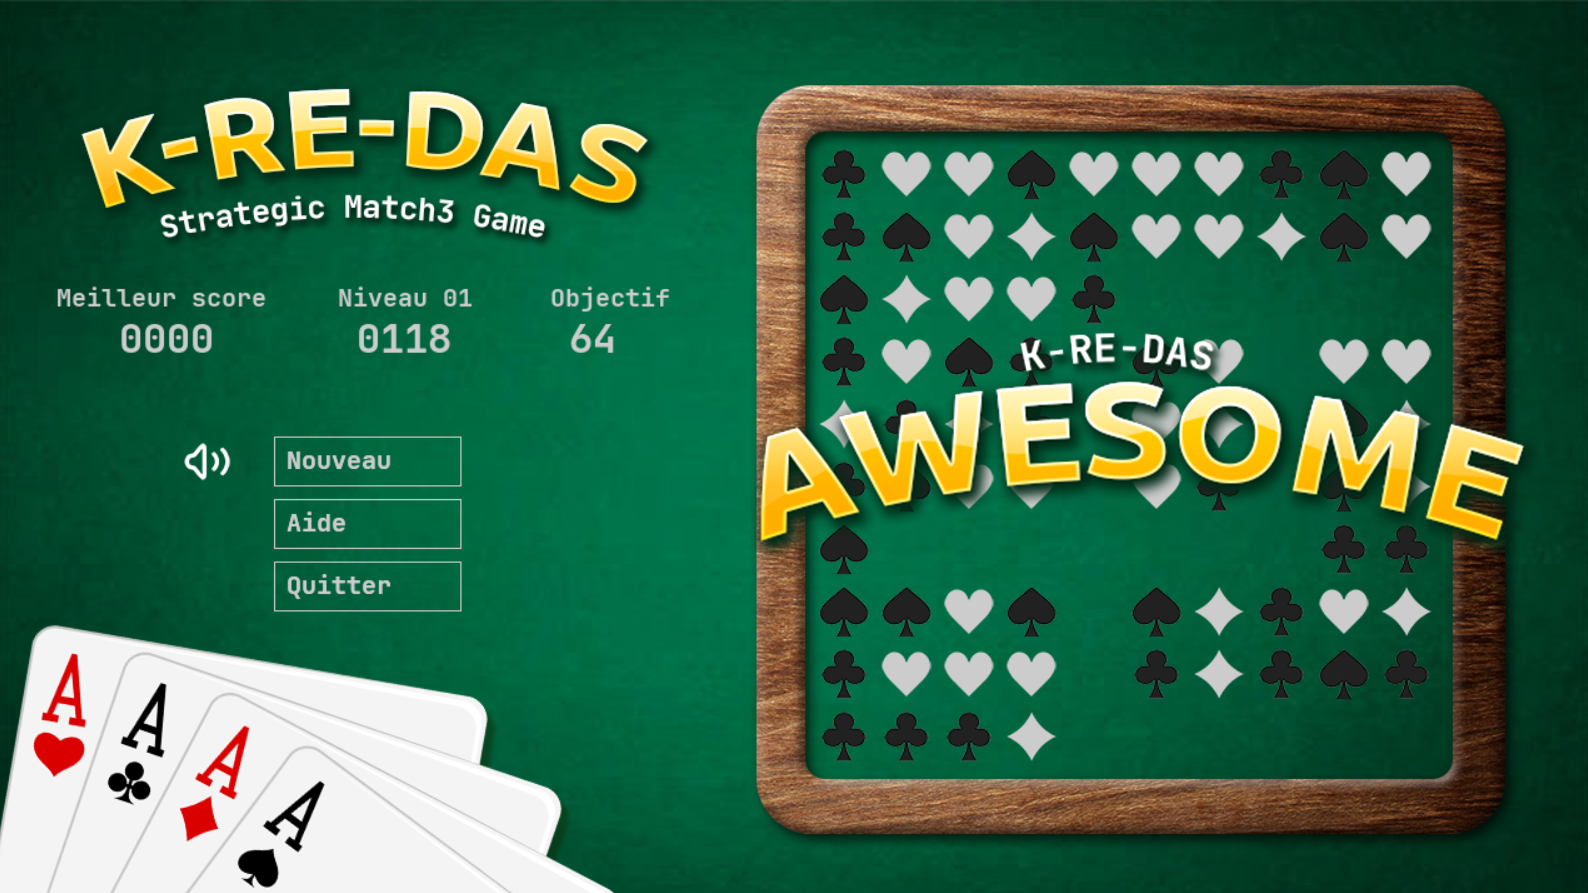 K-RE-DAS
Strategic Match3 Game
Meilleur score
0000
Niveau 01
0118
Objectif
64
Nouveau
Aide
Quitter
A
A
A
A
K-RE-DAS
AWESOME